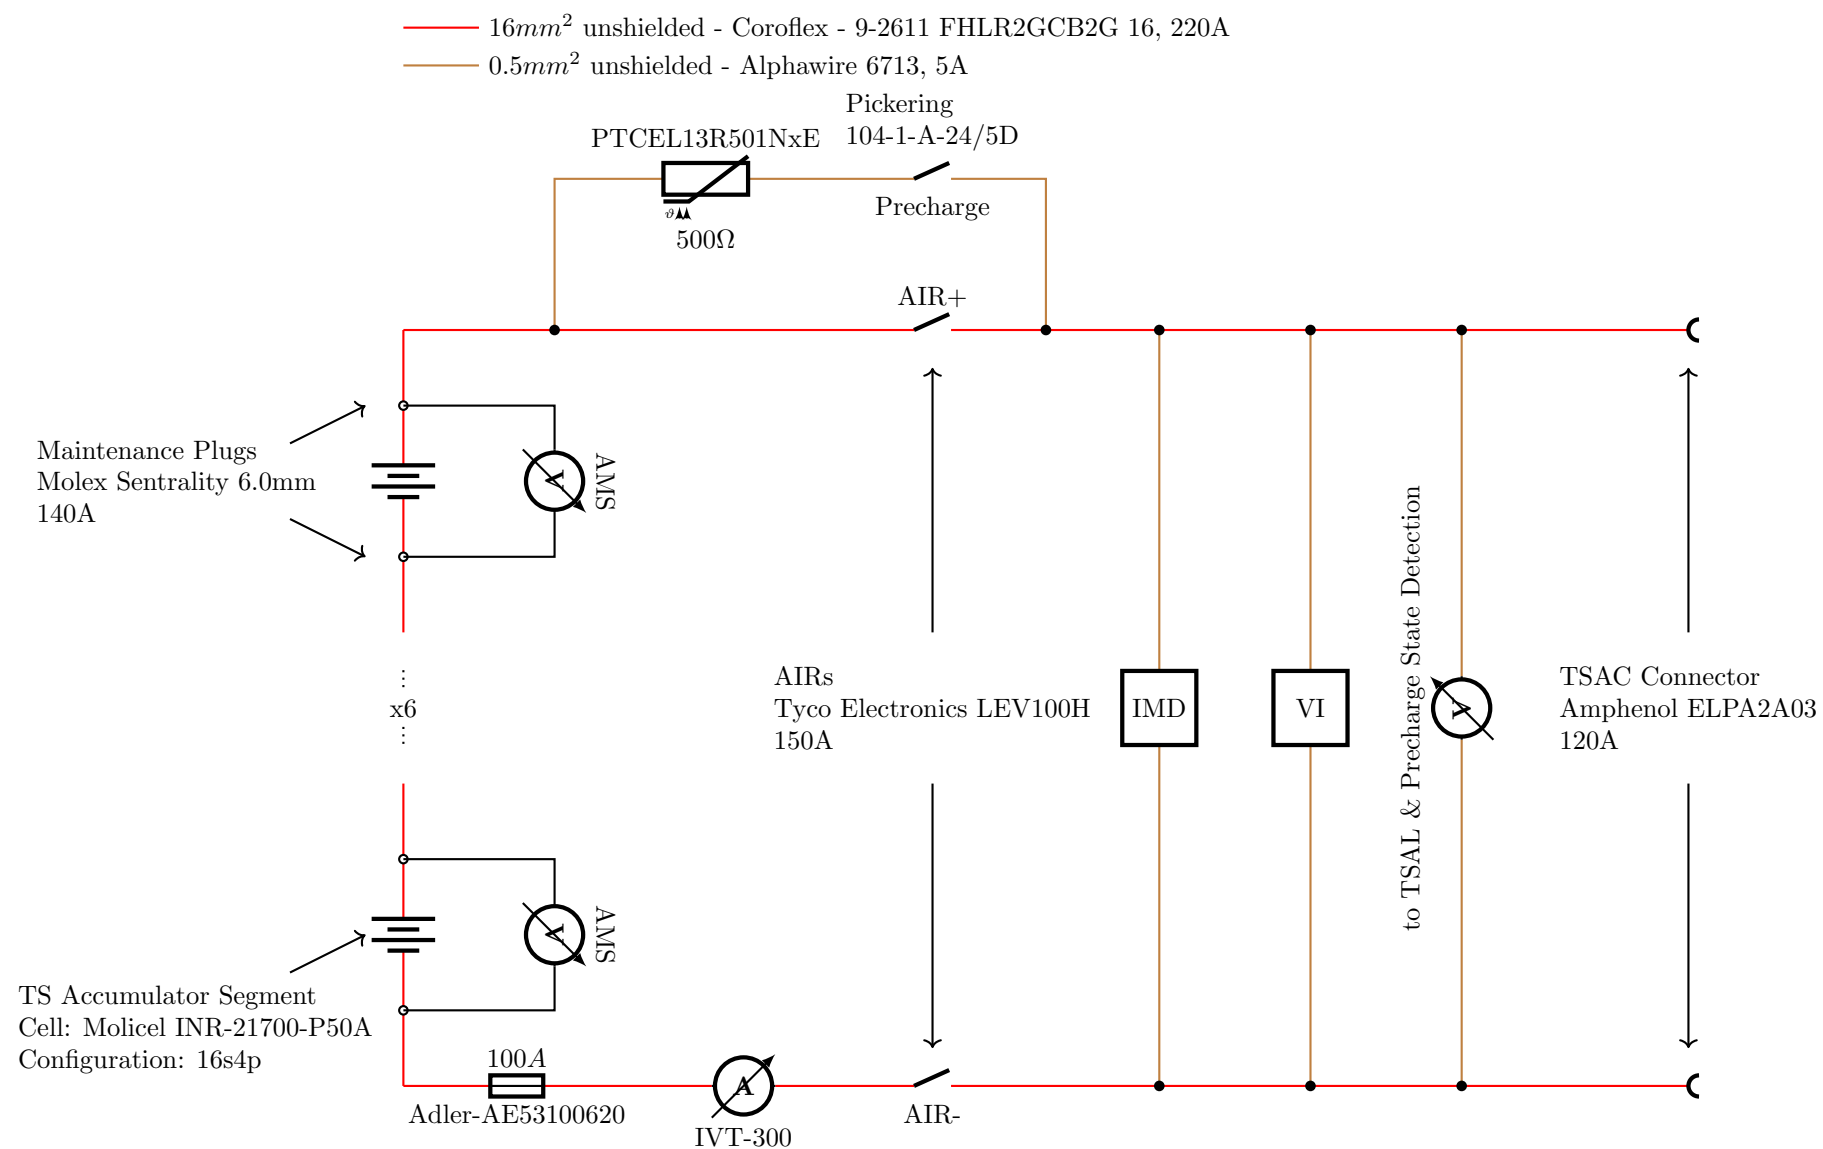 16mm² unshielded - Coroflex - 9-2611 FHLR2GCB2G 16, 220A
0.5mm² unshielded - Alphawire 6713, 5A
Pickering
104-1-A-24/5D
PTCEL13R501NxE
Precharge
ϑ
500Ω
AIR+
Maintenance Plugs
Molex Sentrality 6.0mm
140A
V
AMS
to TSAL & Precharge State Detection
⋮
x6
⋮
AIRs
Tyco Electronics LEV100H
150A
IMD
VI
V
TSAC Connector
Amphenol ELPA2A03
120A
V
AMS
TS Accumulator Segment
Cell: Molicel INR-21700-P50A
Configuration: 16s4p
100A
Adler-AE53100620
A
IVT-300
AIR-